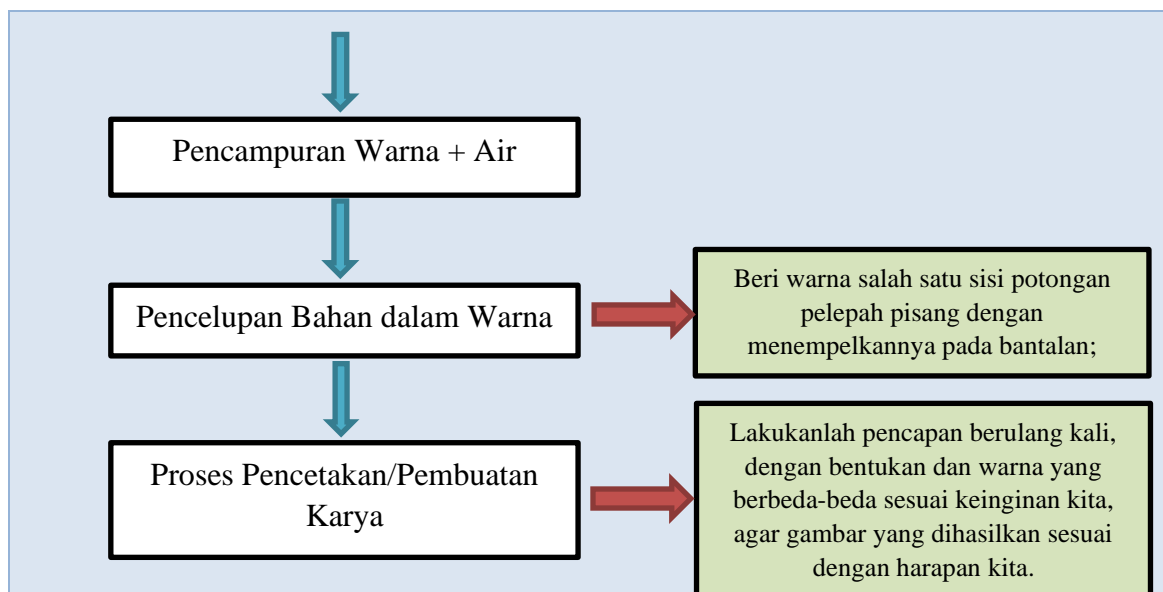 Pencampuran Warna + Air
Pencelupan Bahan dalam Warna
Beri warna salah satu sisi potongan
pelepah pisang dengan
menempelkannya pada bantalan;
Proses Pencetakan/Pembuatan
Karya
Lakukanlah pencapan berulang kali,
dengan bentukan dan warna yang
berbeda-beda sesuai keinginan kita,
agar gambar yang dihasilkan sesuai
dengan harapan kita.